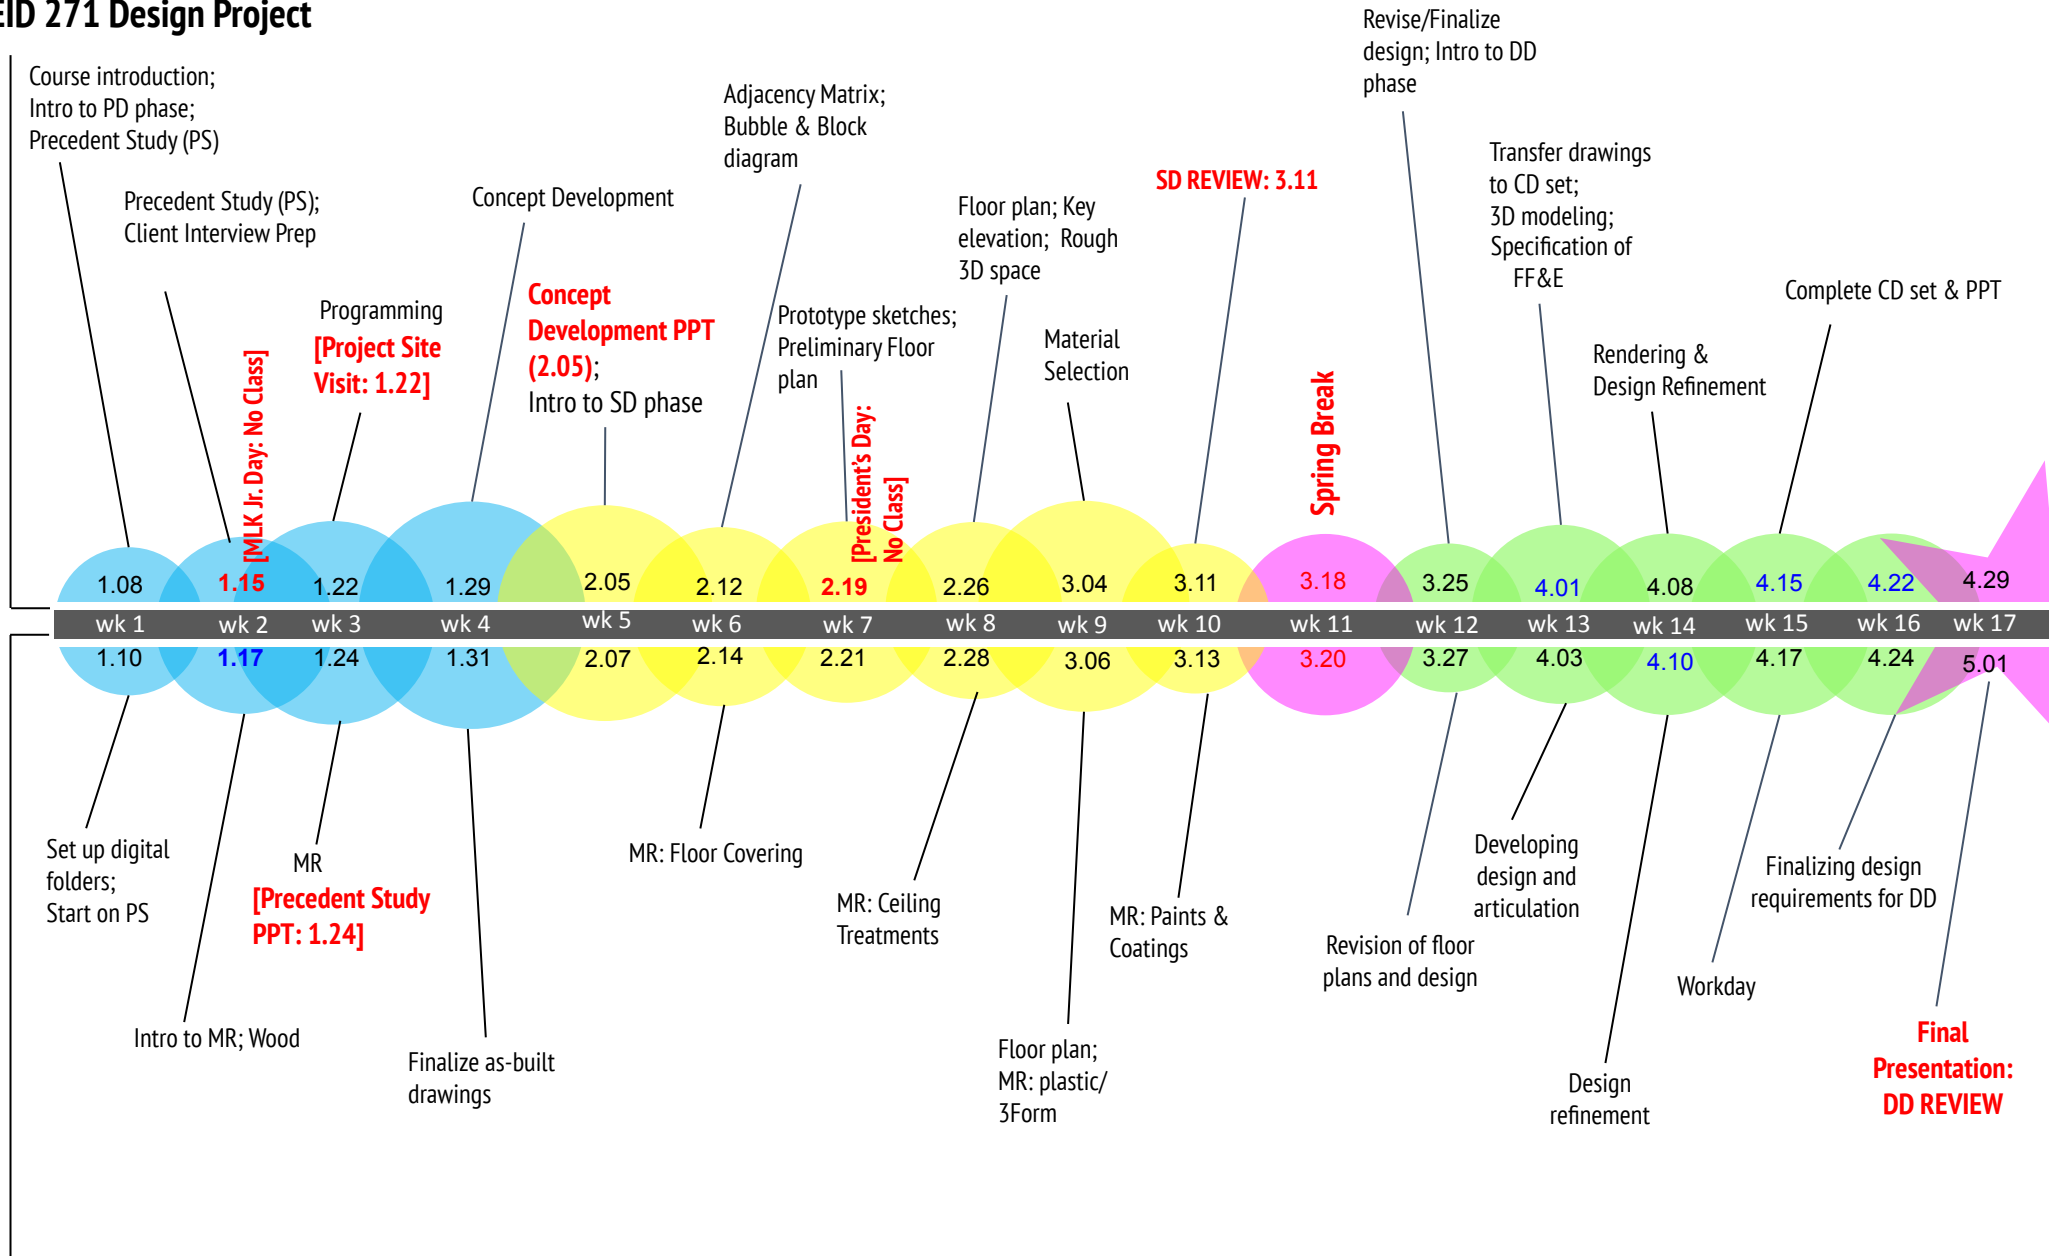 EID 271 Design Project
Course introduction;
Intro to PD phase;
Precedent Study (PS)
Precedent Study (PS);
Client Interview Prep
[MLK Jr. Day: No Class]
Programming
[Project Site
Visit: 1.22]
Concept Development
Concept
Development PPT
(2.05);
Intro to SD phase
Adjacency Matrix;
Bubble & Block
diagram
Prototype sketches;
Preliminary Floor
plan
[President's Day:
No Class]
Floor plan; Key
elevation;  Rough
3D space
Material
Selection
SD REVIEW: 3.11
Spring Break
Revise/Finalize
design; Intro to DD
phase
Transfer drawings
to CD set;
3D modeling;
Specification of
FF&E
Rendering &
Design Refinement
Complete CD set & PPT
1.08 1.15 1.22 1.29 2.05 2.12 2.19 2.26 3.04 3.11 3.18 3.25 4.01 4.08 4.15 4.22 4.29
wk 1 wk 2 wk 3 wk 4 wk 5 wk 6 wk 7 wk 8 wk 9 wk 10 wk 11 wk 12 wk 13 wk 14 wk 15 wk 16 wk 17
1.10 1.17 1.24 1.31 2.07 2.14 2.21 2.28 3.06 3.13 3.20 3.27 4.03 4.10 4.17 4.24 5.01
Set up digital
folders;
Start on PS
Intro to MR; Wood
MR
[Precedent Study
PPT: 1.24]
Finalize as-built
drawings
MR: Floor Covering
MR: Ceiling
Treatments
Floor plan;
MR: plastic/
3Form
MR: Paints &
Coatings
Revision of floor
plans and design
Developing
design and
articulation
Design
refinement
Workday
Finalizing design
requirements for DD
Final
Presentation:
DD REVIEW